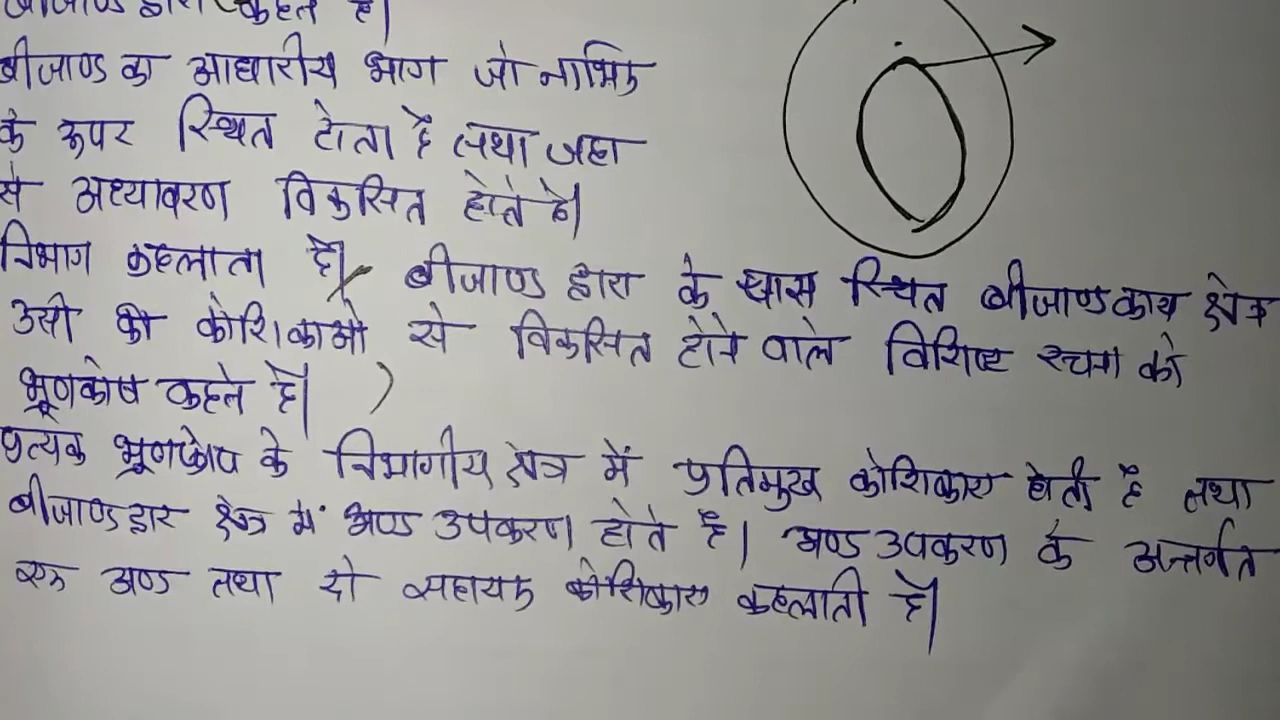 बीजाण्ड द्वारा कहते है।
बीजाण्ड का आधारीय भाग जो नाभिक
के ऊपर स्थित होता है तथा जहा
से अध्यावरण विकसित होते है।
निभाग कहलाता है। बीजाण्ड द्वारा के पास स्थित बीजाण्डकाय क्षेत्र
उसी की कोशिकाओ से विकसित होने वाले विशिष्ट रचना को
भ्रूणकोष कहते है।
प्रत्येक भ्रूणकोष के निभागीय क्षेत्र में प्रतिमुख कोशिकाए होती है तथा
बीजाण्डद्वार क्षेत्र में अण्ड उपकरण होते है। अण्ड उपकरण के अन्तर्गत
एक अण्ड तथा दो सहायक कोशिकाए कहलाती है।